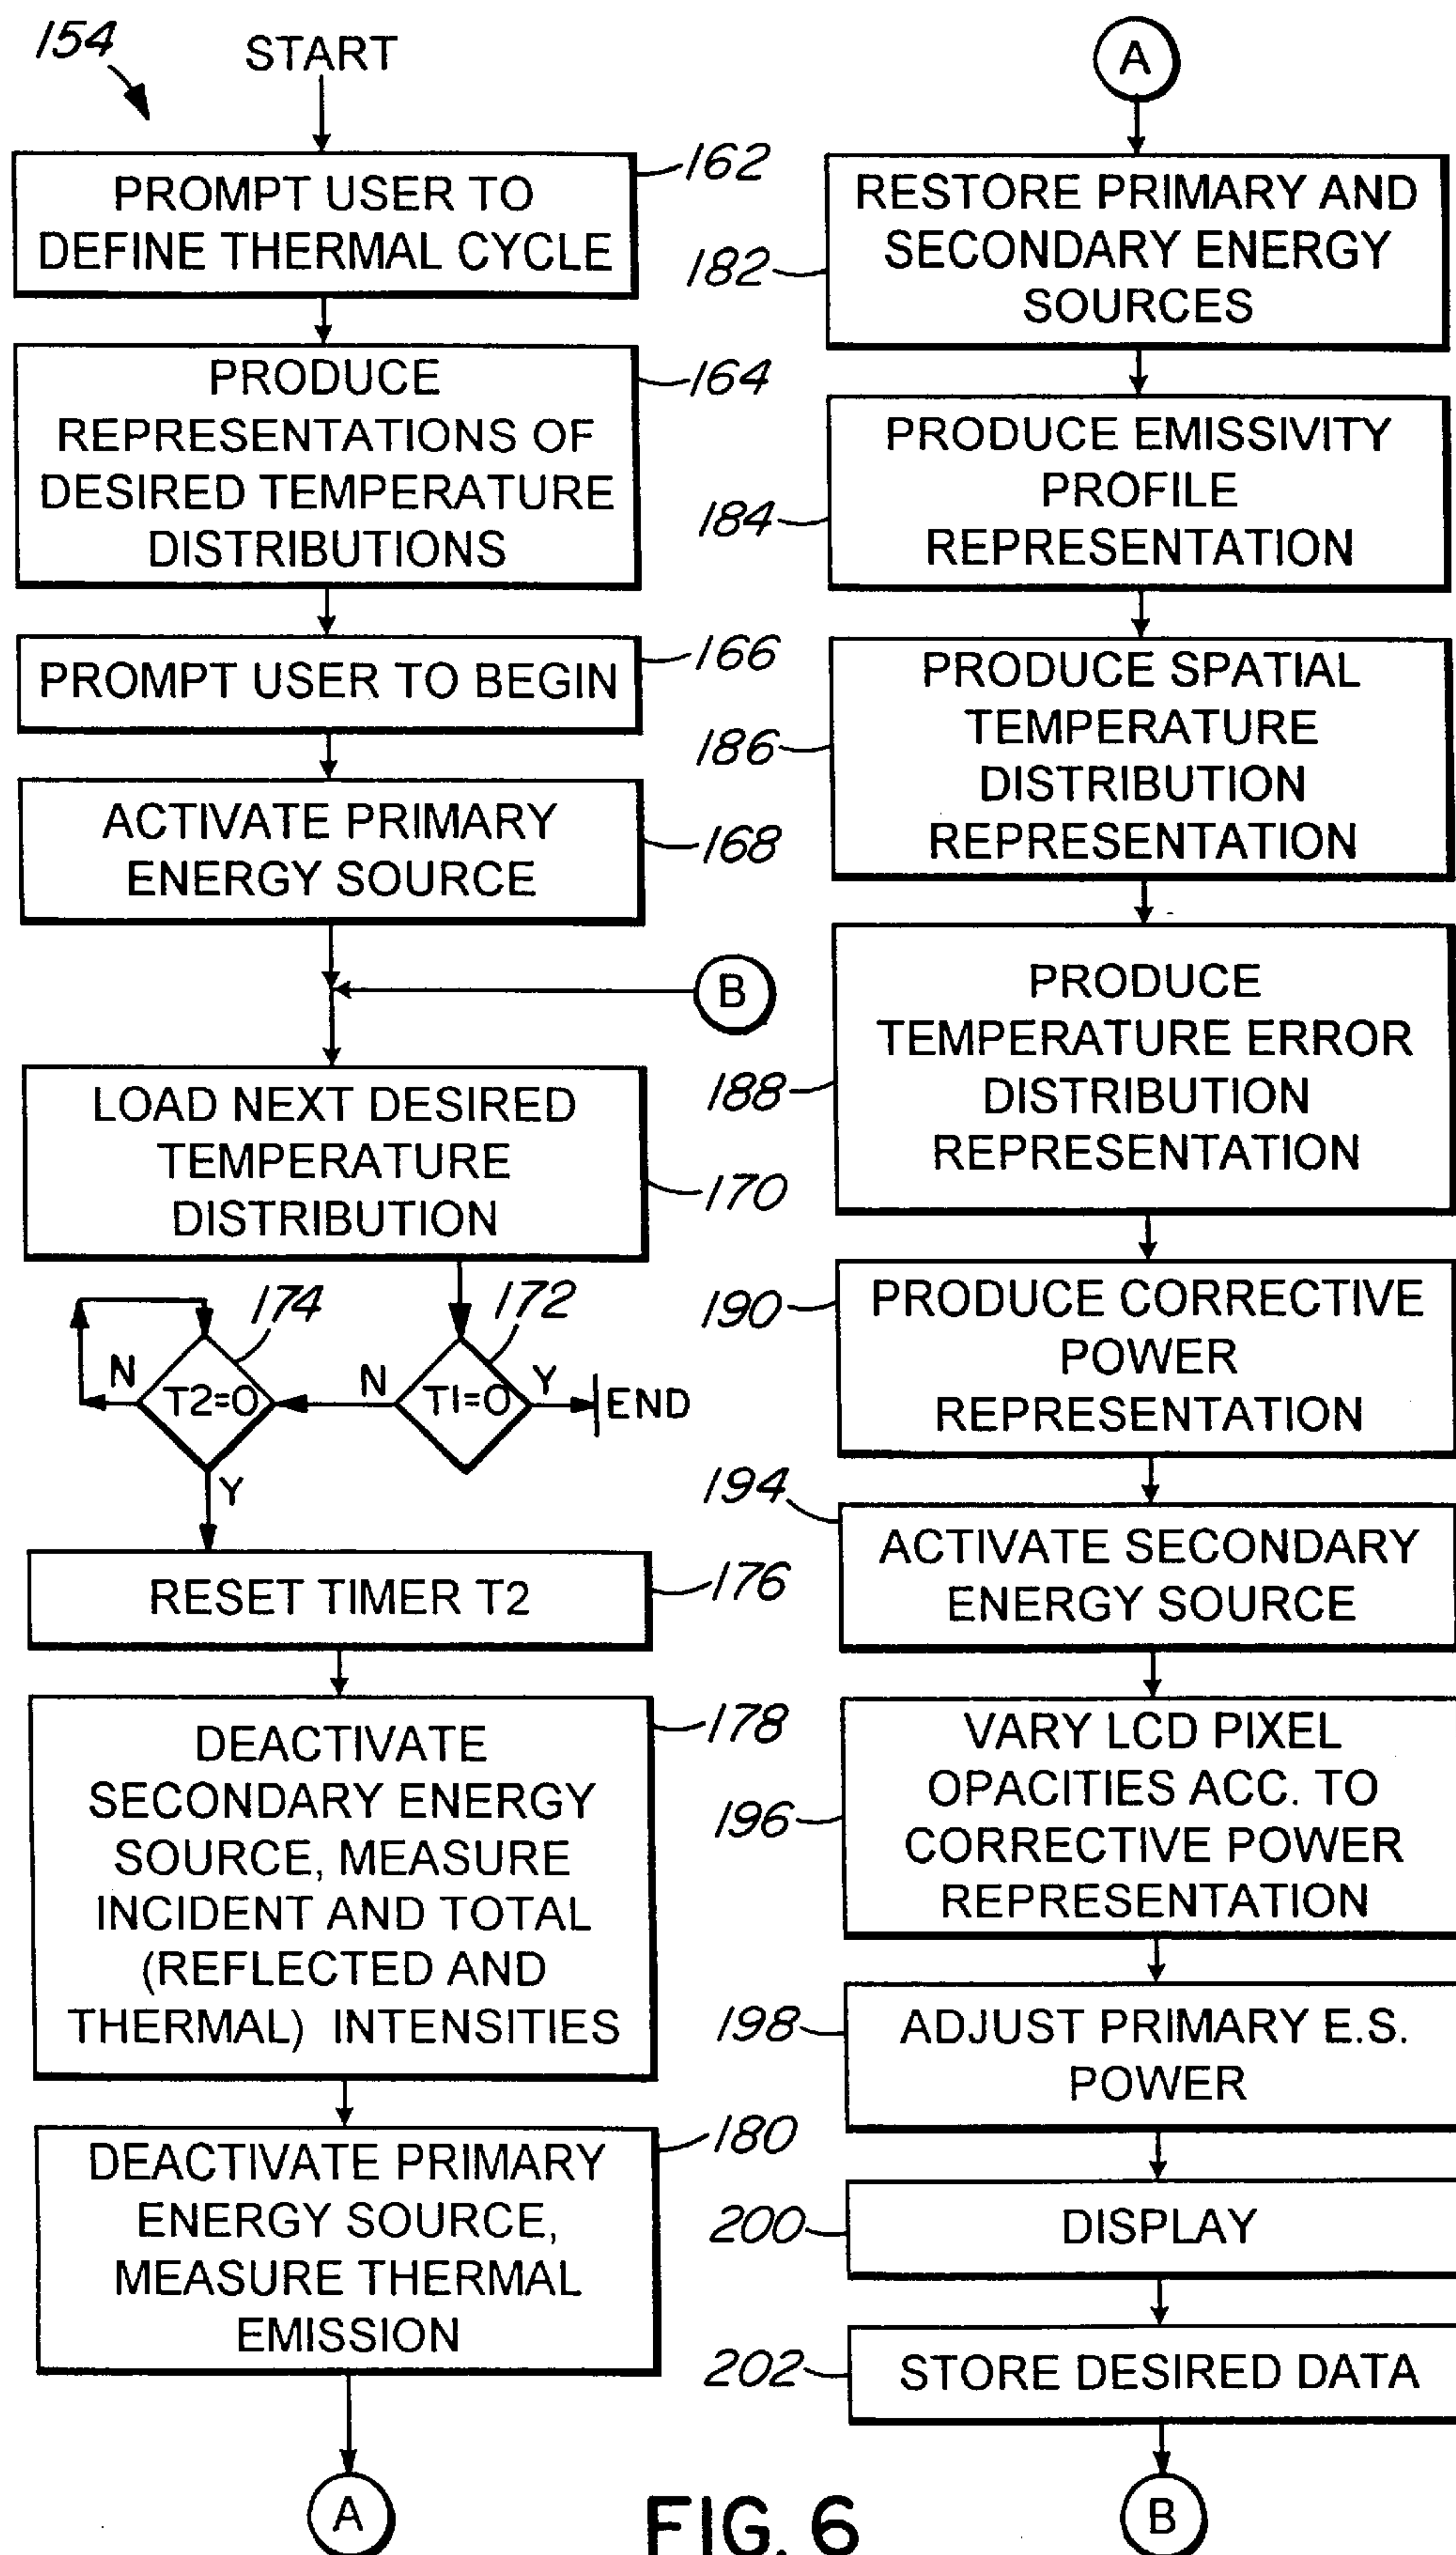 154
START
PROMPT USER TO
DEFINE THERMAL CYCLE
162
PRODUCE
REPRESENTATIONS OF
DESIRED TEMPERATURE
DISTRIBUTIONS
164
PROMPT USER TO BEGIN
166
ACTIVATE PRIMARY
ENERGY SOURCE
168
B
LOAD NEXT DESIRED
TEMPERATURE
DISTRIBUTION
170
174
172
N
T2=0
N
T1=0
Y
END
Y
RESET TIMER T2
176
DEACTIVATE
SECONDARY ENERGY
SOURCE, MEASURE
INCIDENT AND TOTAL
(REFLECTED AND
THERMAL) INTENSITIES
178
DEACTIVATE PRIMARY
ENERGY SOURCE,
MEASURE THERMAL
EMISSION
180
A
A
RESTORE PRIMARY AND
SECONDARY ENERGY
SOURCES
182
PRODUCE EMISSIVITY
PROFILE
REPRESENTATION
184
PRODUCE SPATIAL
TEMPERATURE
DISTRIBUTION
REPRESENTATION
186
PRODUCE
TEMPERATURE ERROR
DISTRIBUTION
REPRESENTATION
188
PRODUCE CORRECTIVE
POWER
REPRESENTATION
190
194
ACTIVATE SECONDARY
ENERGY SOURCE
VARY LCD PIXEL
OPACITIES ACC. TO
CORRECTIVE POWER
REPRESENTATION
196
ADJUST PRIMARY E.S.
POWER
198
DISPLAY
200
STORE DESIRED DATA
202
B
FIG. 6